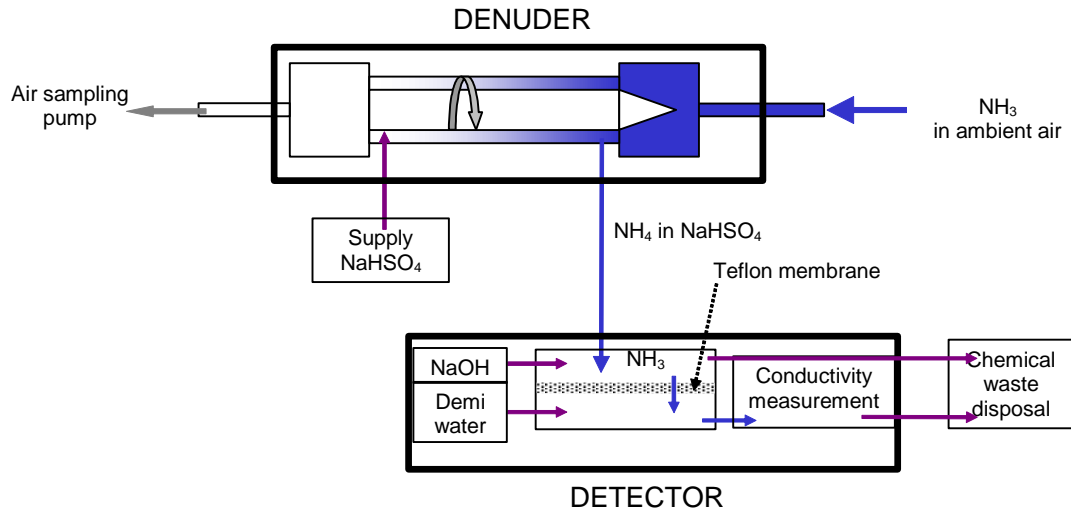 DENUDER
Air sampling
pump
NH₃
in ambient air
Supply
NaHSO₄
NH₄ in NaHSO₄
Teflon membrane
NaOH
Demi
water
NH₃
Conductivity
measurement
Chemical
waste
disposal
DETECTOR